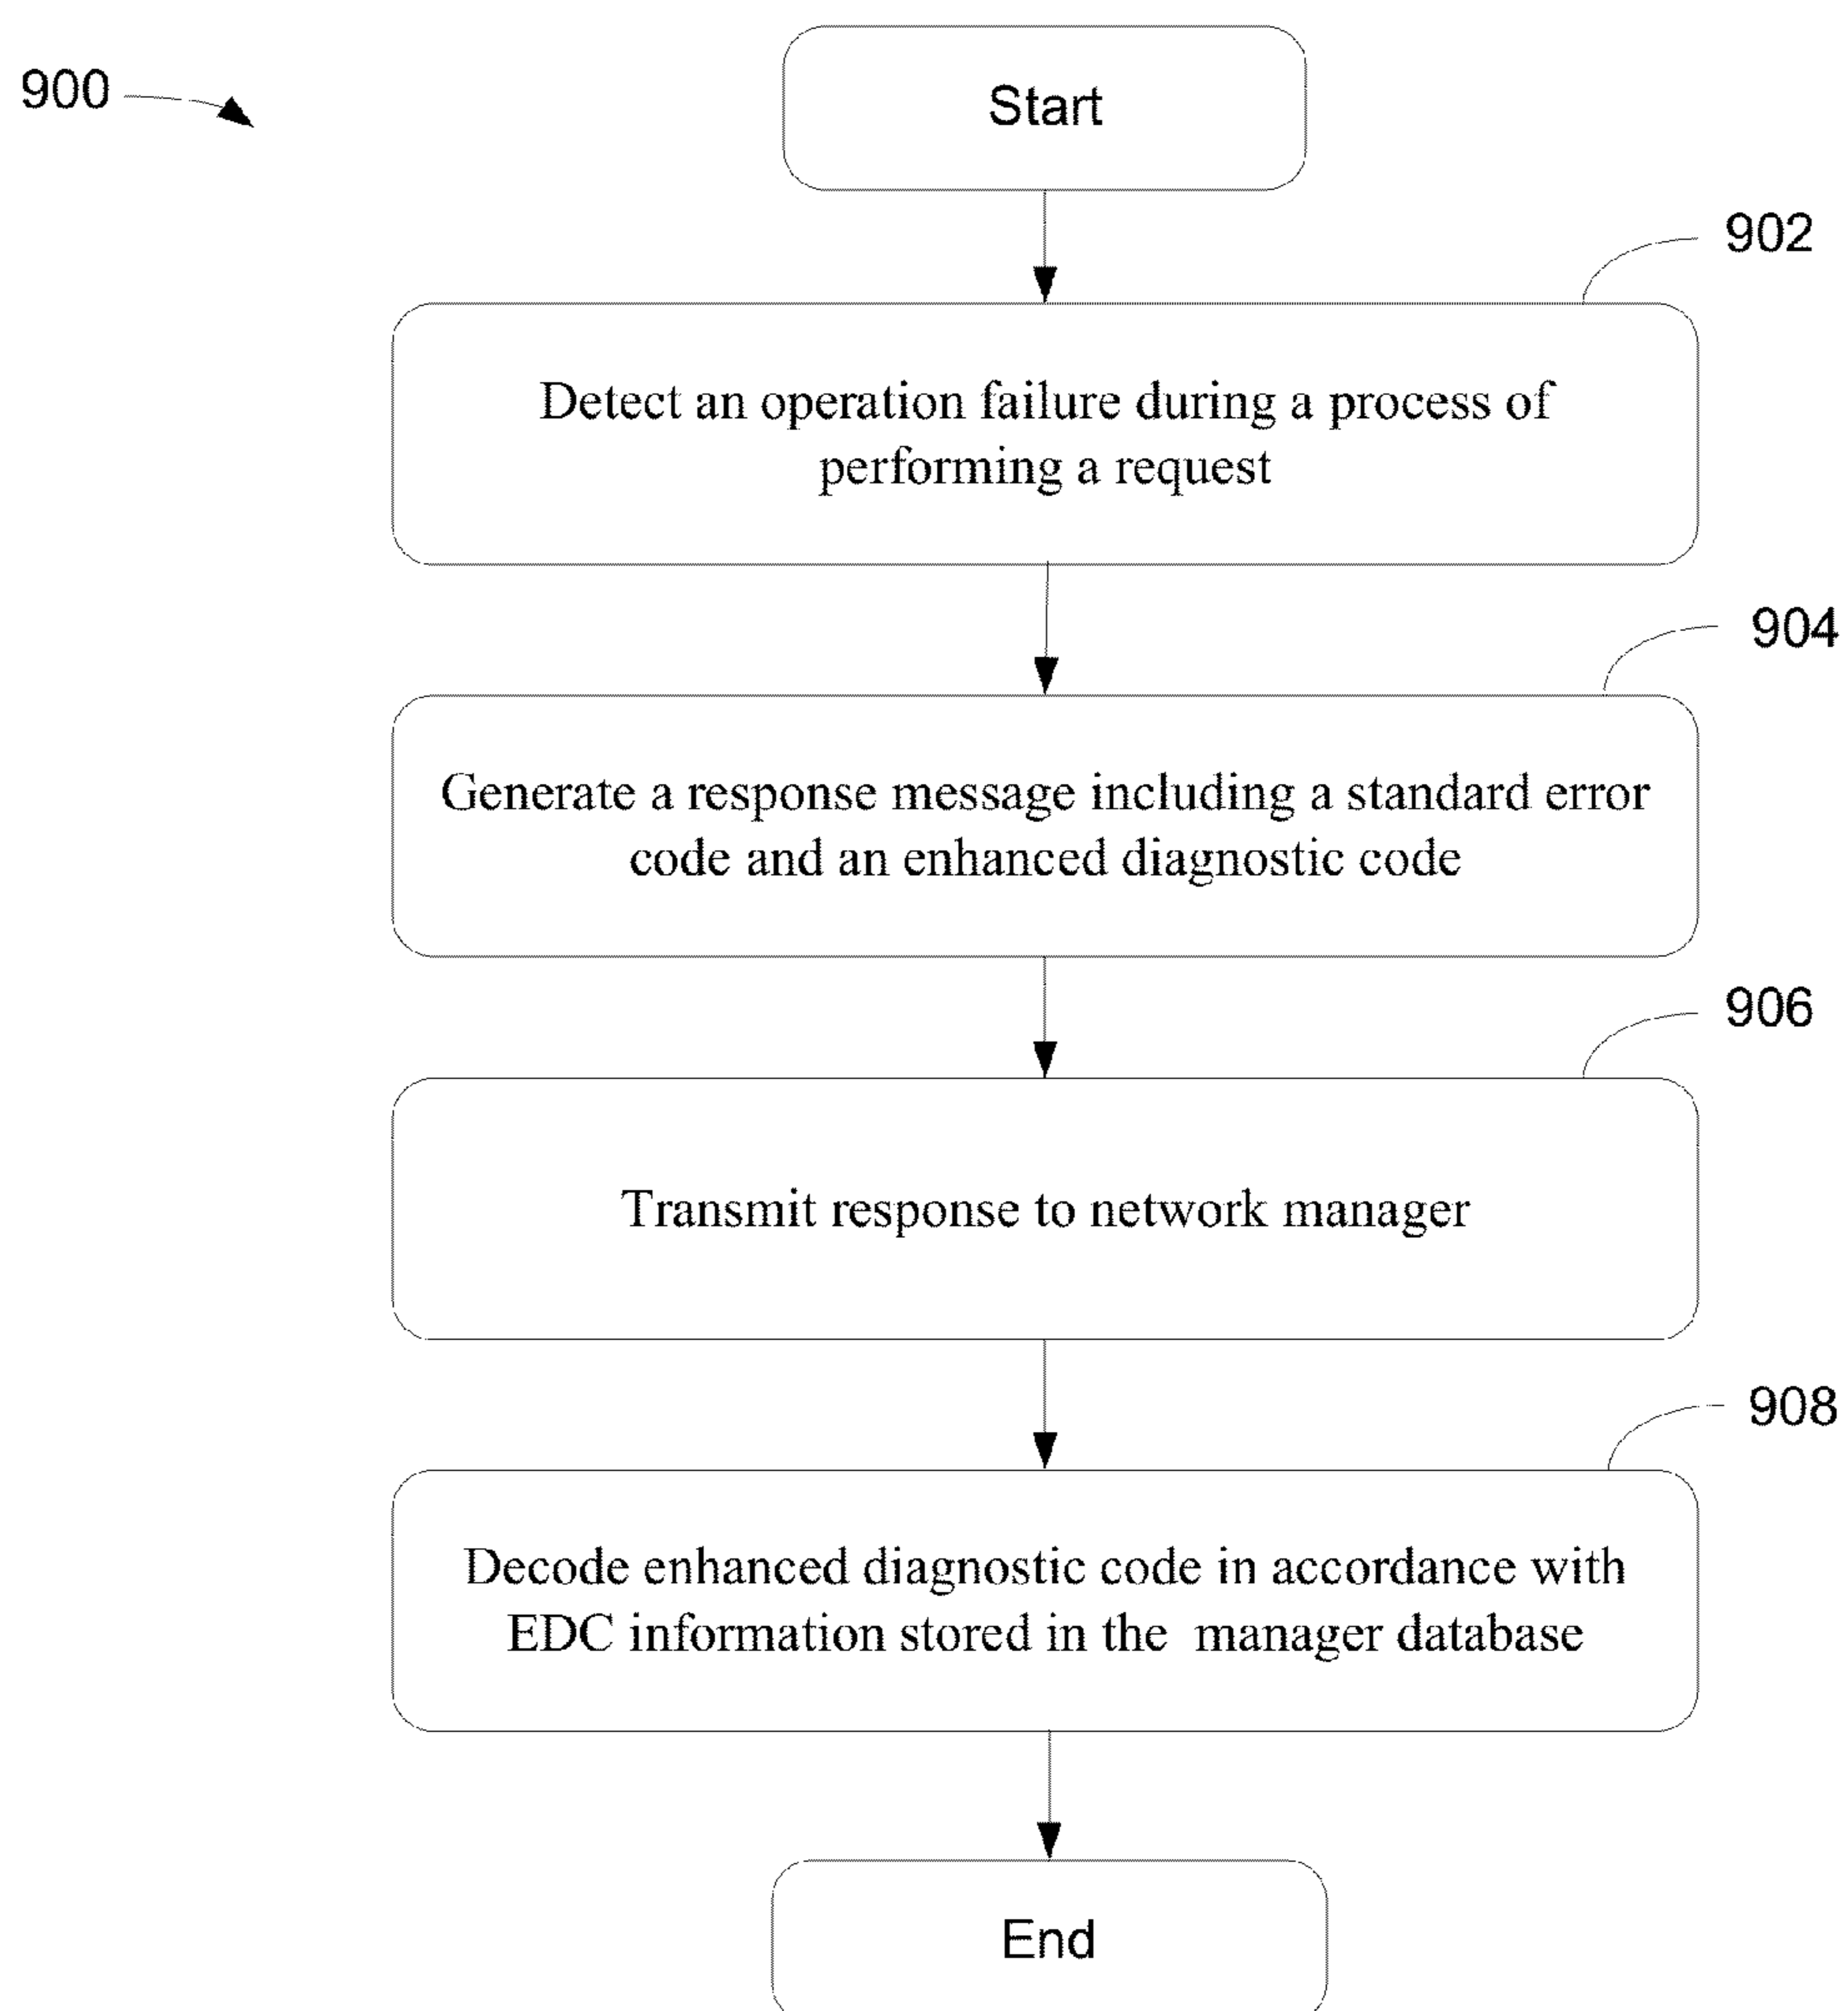 900
Start
902
Detect an operation failure during a process of
performing a request
904
Generate a response message including a standard error
code and an enhanced diagnostic code
906
Transmit response to network manager
908
Decode enhanced diagnostic code in accordance with
EDC information stored in the manager database
End